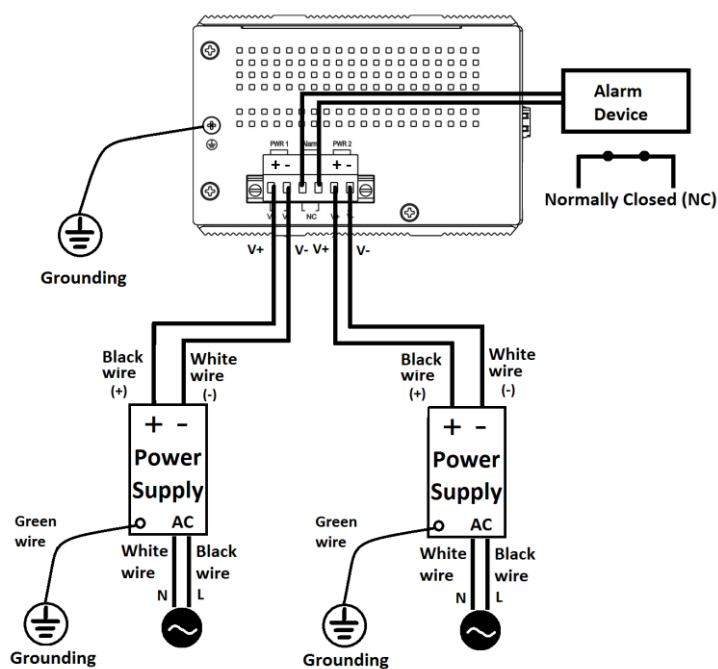 Alarm
Device
PWR 1
PWR 2
+ -
+ -
NC
Normally Closed (NC)
V+
V-
V+
V-
Grounding
Black
wire
(+)
White
wire
(-)
Black
wire
(+)
White
wire
(-)
+ -
Power
Supply
AC
+ -
Power
Supply
AC
Green
wire
White
wire
Black
wire
N
L
Green
wire
White
wire
Black
wire
N
L
Grounding
Grounding